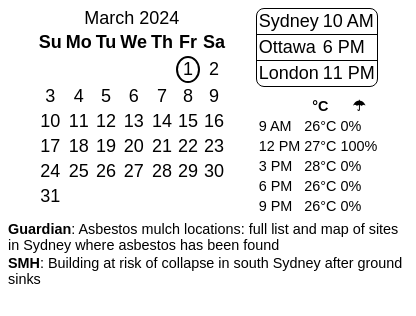 March 2024
Su Mo Tu We Th Fr Sa
1 2
3 4 5 6 7 8 9
10 11 12 13 14 15 16
17 18 19 20 21 22 23
24 25 26 27 28 29 30
31
Sydney 10 AM
Ottawa 6 PM
London 11 PM
°C ☂
9 AM 26°C 0%
12 PM 27°C 100%
3 PM 28°C 0%
6 PM 26°C 0%
9 PM 26°C 0%
Guardian: Asbestos mulch locations: full list and map of sites
in Sydney where asbestos has been found
SMH: Building at risk of collapse in south Sydney after ground
sinks